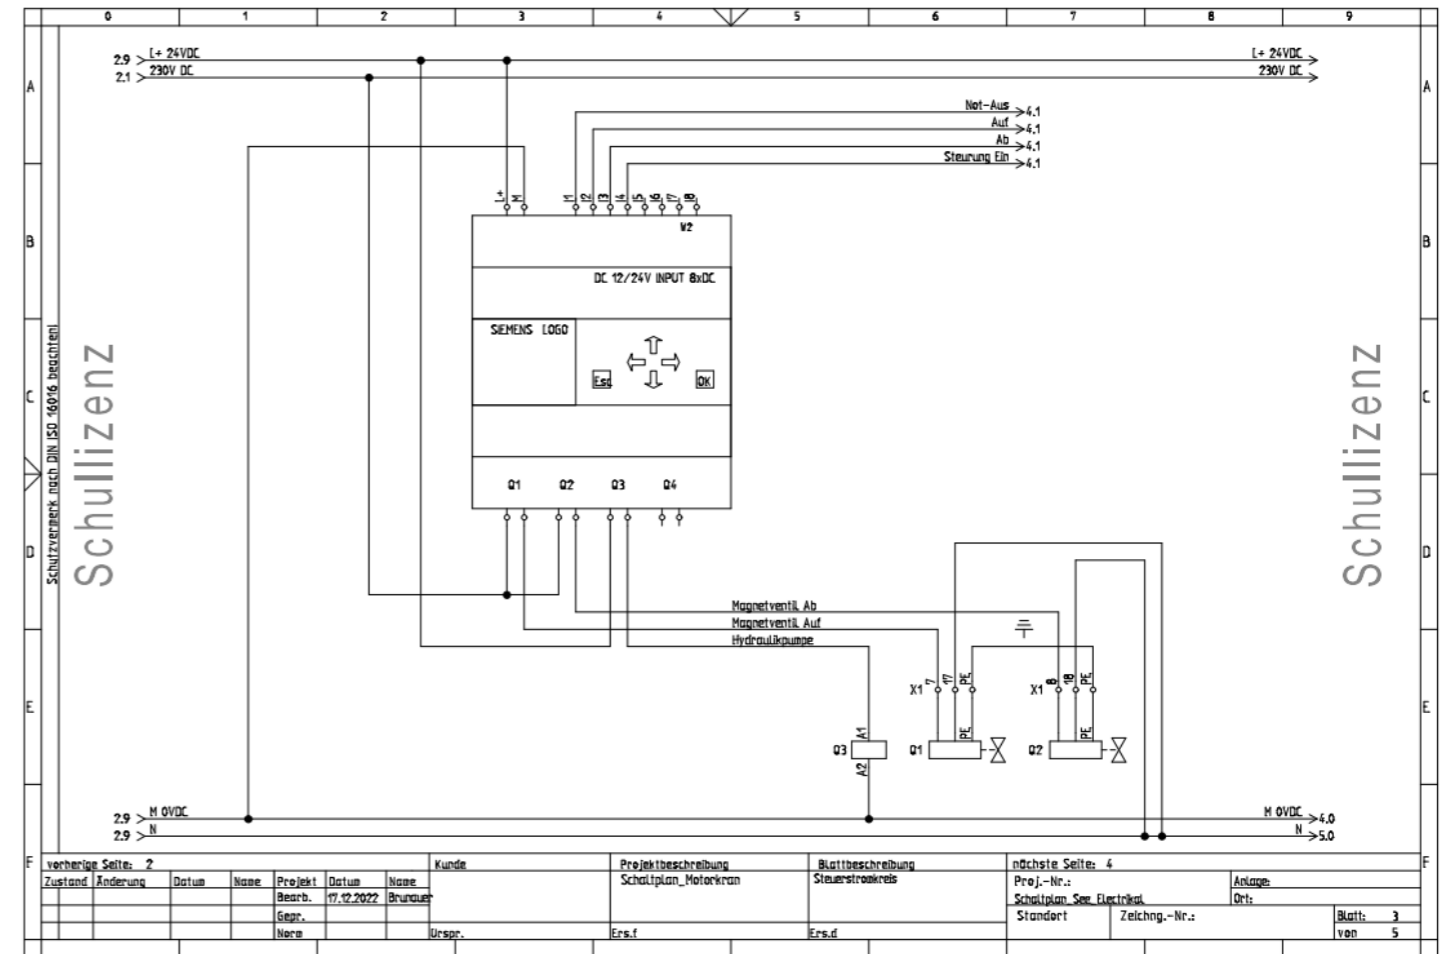 0 1 2 3 4 5 6 7 8 9
2.9 L+ 24VDC L+ 24VDC
2.1 230V DC 230V DC
A A
Not-Aus 4.1
Auf 4.1
Ab 4.1
Steurung Ein 4.1
L+ M I1 I2 I3 I4 I5 I6 I7 I8
W2
B B
DC 12/24V INPUT 8xDC
SIEMENS LOGO
Esc OK
C C
Schutzvermerk nach DIN ISO 16016 beachten!
Schullizenz
Schullizenz
Q1 Q2 Q3 Q4
D D
Magnetventil Ab
Magnetventil Auf
Hydraulikpumpe
X1 7 17 PE X1 8 18 PE
E E
A1 PE PE
Q3 Q1 Q2
A2
2.9 M 0VDC M 0VDC 4.0
2.9 N N 5.0
F F
vorherige Seite: 2 Kunde Projektbeschreibung Blattbeschreibung nächste Seite: 4
Zustand Änderung Datum Name Projekt Datum Name Schaltplan_Motorkran Steuerstromkreis Proj.-Nr.: Anlage:
Bearb. 17.12.2022 Brunauer Schaltplan_See_Electrikal Ort:
Gepr. Standort Zeichng.-Nr.: Blatt: 3
Norm Urspr. Ers.f Ers.d von 5